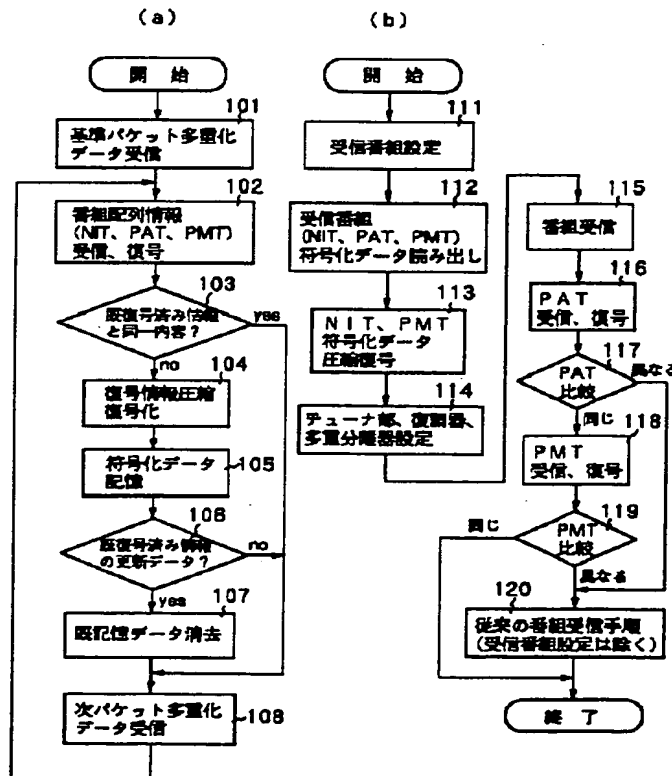 (a)
開 始
101
基準パケット多重化
データ受信
102
番組配列情報
(NIT、PAT、PMT)
受信、復号
103
既復号済み情報
と同一内容?
yes
no
104
復号情報圧縮
復号化
符号化データ
記憶
105
106
既復号済み情報
の更新データ?
no
yes
107
既記憶データ消去
次パケット多重化
データ受信
108
(b)
開 始
111
受信番組設定
112
受信番組
(NIT、PAT、PMT)
符号化データ読み出し
113
NIT、PMT
符号化データ
圧縮復号
114
チューナ部、復調器、
多重分離器設定
115
番組受信
116
PAT
受信、復号
117
PAT
比較
異なる
同じ
118
PMT
受信、復号
119
PMT
比較
同じ
異なる
120
従来の番組受信手順
(受信番組設定は除く)
終 了